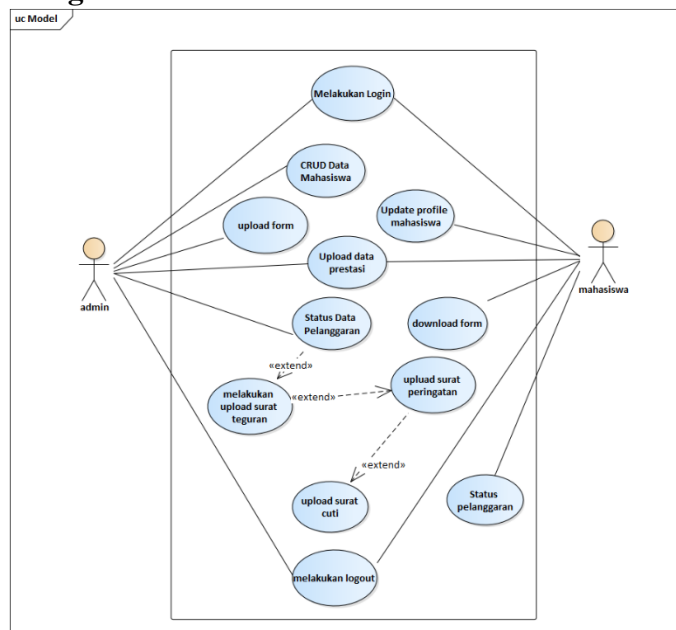 uc Model
Melakukan Login
CRUD Data
Mahasiswa
Update profile
mahasiswa
upload form
Upload data
prestasi
admin
mahasiswa
Status Data
Pelanggaran
download form
«extend»
melakukan
upload surat
teguran
«extend»
upluad surat
peringatan
«extend»
upload surat
cuti
Status
pelanggaran
melakukan logout